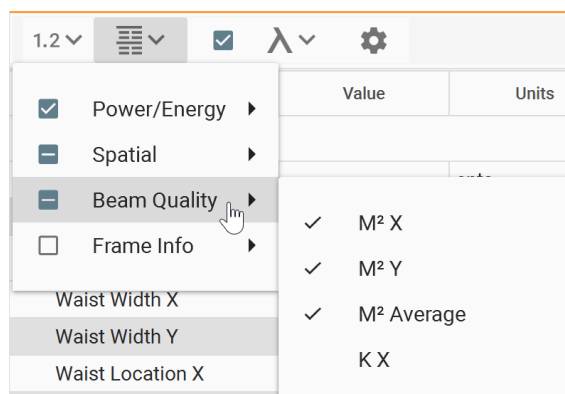 1.2
Value Units
Power/Energy
Spatial
Beam Quality
Frame Info
M² X
M² Y
M² Average
K X
Waist Width X
Waist Width Y
Waist Location X